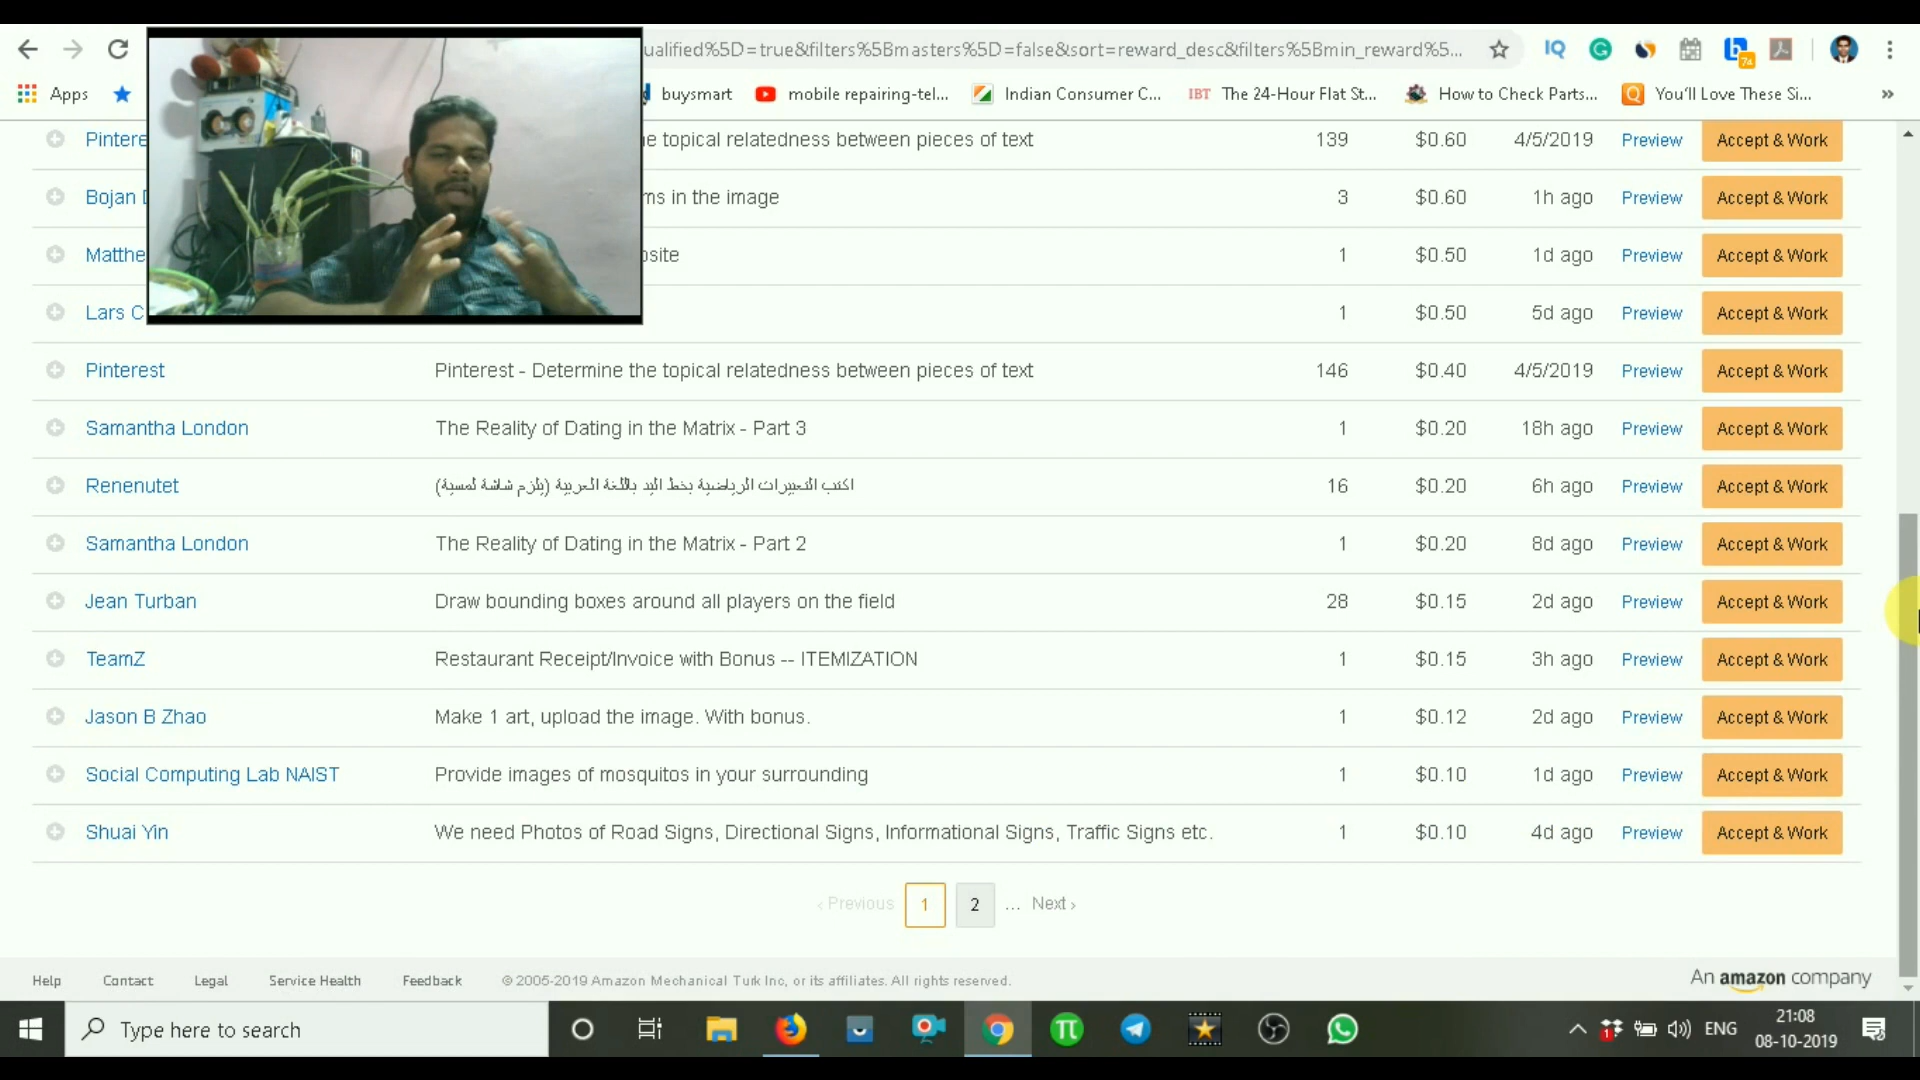 ualified%5D=true&filters%5Bmasters%5D=false&sort=reward_desc&filters%5Bmin_reward%5...
Apps buysmart mobile repairing-tel... Indian Consumer C... IBT The 24-Hour Flat St... How to Check Parts... You'll Love These Si... »
Pintere e topical relatedness between pieces of text 139 $0.60 4/5/2019 Preview Accept & Work
Bojan ms in the image 3 $0.60 1h ago Preview Accept & Work
Matthe site 1 $0.50 1d ago Preview Accept & Work
Lars C 1 $0.50 5d ago Preview Accept & Work
Pinterest Pinterest - Determine the topical relatedness between pieces of text 146 $0.40 4/5/2019 Preview Accept & Work
Samantha London The Reality of Dating in the Matrix - Part 3 1 $0.20 18h ago Preview Accept & Work
Renenutet اكتب التعبيرات الرياضية بخط اليد باللغة العربية (يلزم شاشة لمسية) 16 $0.20 6h ago Preview Accept & Work
Samantha London The Reality of Dating in the Matrix - Part 2 1 $0.20 8d ago Preview Accept & Work
Jean Turban Draw bounding boxes around all players on the field 28 $0.15 2d ago Preview Accept & Work
TeamZ Restaurant Receipt/Invoice with Bonus -- ITEMIZATION 1 $0.15 3h ago Preview Accept & Work
Jason B Zhao Make 1 art, upload the image. With bonus. 1 $0.12 2d ago Preview Accept & Work
Social Computing Lab NAIST Provide images of mosquitos in your surrounding 1 $0.10 1d ago Preview Accept & Work
Shuai Yin We need Photos of Road Signs, Directional Signs, Informational Signs, Traffic Signs etc. 1 $0.10 4d ago Preview Accept & Work
‹ Previous 1 2 ... Next ›
Help Contact Legal Service Health Feedback © 2005-2019 Amazon Mechanical Turk Inc, or its affiliates. All rights reserved. An amazon company
Type here to search ENG 21:08
08-10-2019